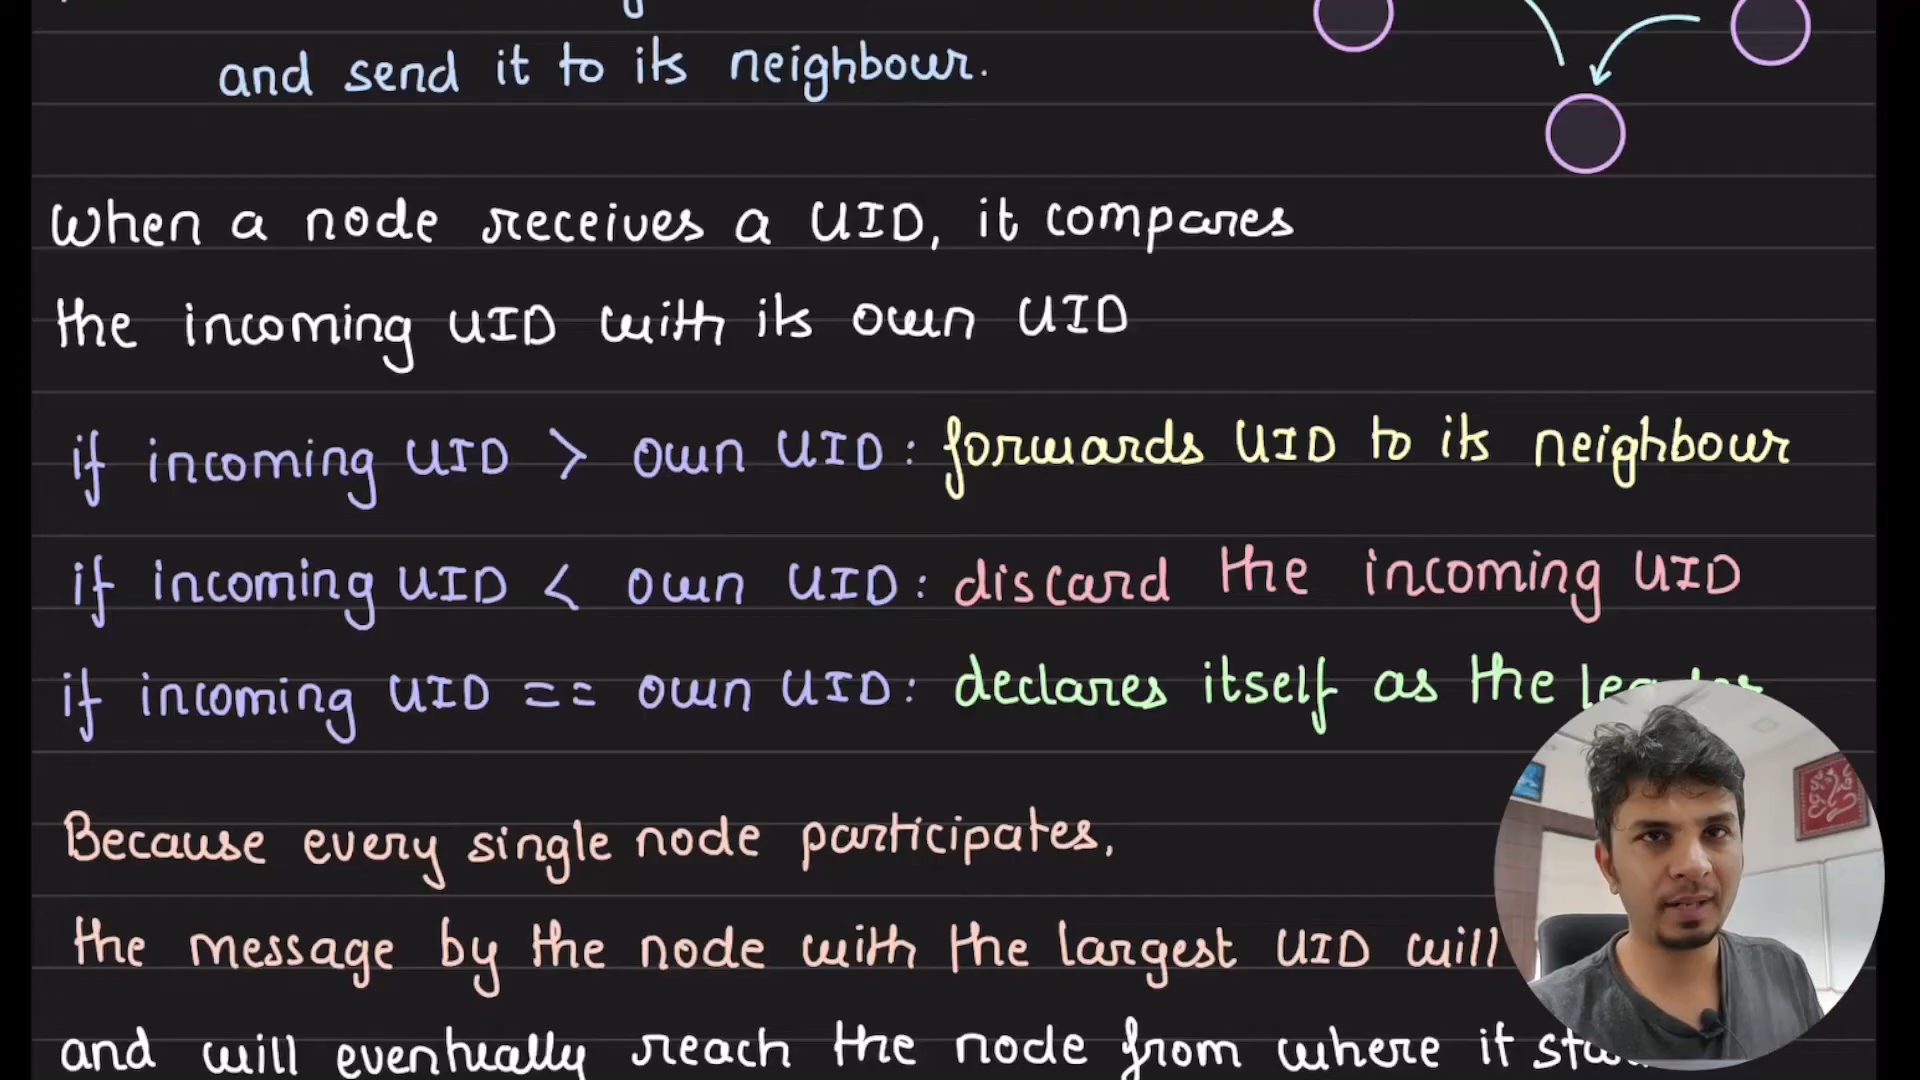 and send it to its neighbour.
When a node receives a UID, it compares
the incoming UID with its own UID
if incoming UID > own UID: forwards UID to its neighbour
if incoming UID < own UID: discard the incoming UID
if incoming UID == own UID: declares itself as the leader
Because every single node participates,
the message by the node with the largest UID will
and will eventually reach the node from where it